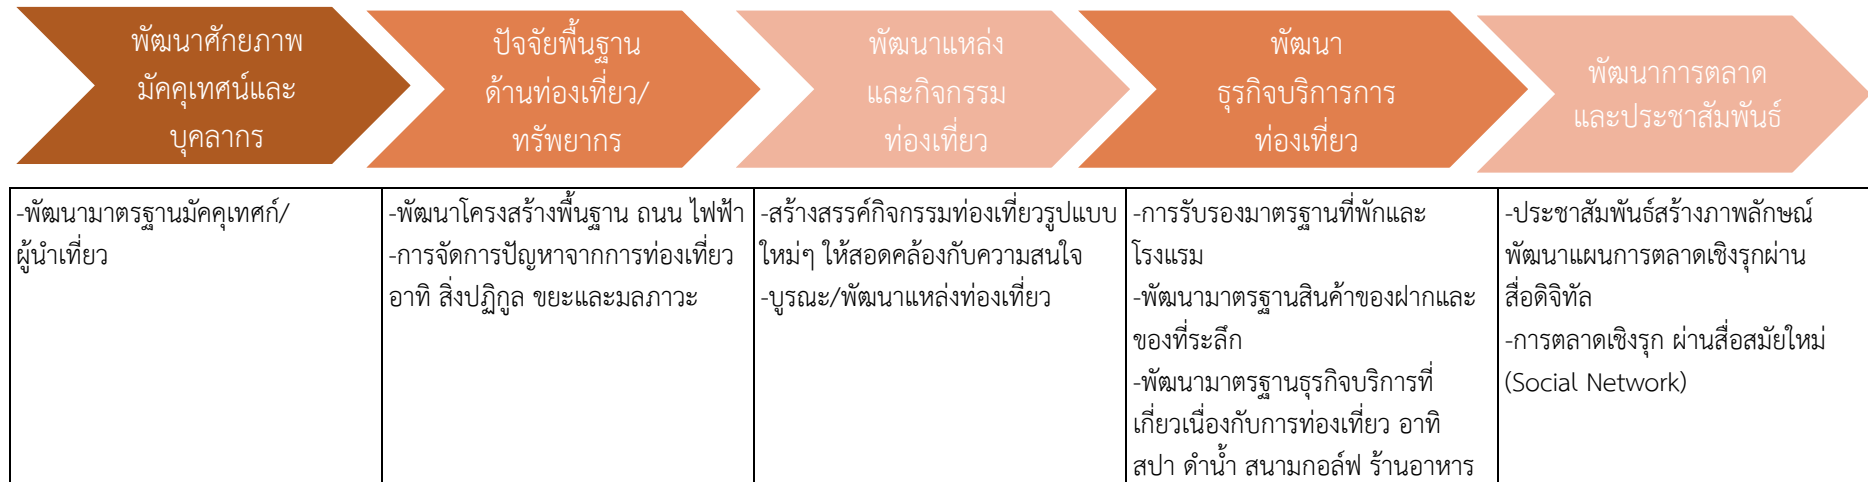 พัฒนาศักยภาพ
มัคคุเทศน์และ
บุคลากร
ปัจจัยพื้นฐาน
ด้านท่องเที่ยว/
ทรัพยากร
พัฒนาแหล่ง
และกิจกรรม
ท่องเที่ยว
พัฒนา
ธุรกิจบริการการ
ท่องเที่ยว
พัฒนาการตลาด
และประชาสัมพันธ์
-พัฒนามาตรฐานมัคคุเทศก์/
ผู้นำเที่ยว
-พัฒนาโครงสร้างพื้นฐาน ถนน ไฟฟ้า
-การจัดการปัญหาจากการท่องเที่ยว
อาทิ สิ่งปฏิกูล ขยะและมลภาวะ
-สร้างสรรค์กิจกรรมท่องเที่ยวรูปแบบ
ใหม่ๆ ให้สอดคล้องกับความสนใจ
-บูรณะ/พัฒนาแหล่งท่องเที่ยว
-การรับรองมาตรฐานที่พักและ
โรงแรม
-พัฒนามาตรฐานสินค้าของฝากและ
ของที่ระลึก
-พัฒนามาตรฐานธุรกิจบริการที่
เกี่ยวเนื่องกับการท่องเที่ยว อาทิ
สปา ดำน้ำ สนามกอล์ฟ ร้านอาหาร
-ประชาสัมพันธ์สร้างภาพลักษณ์
พัฒนาแผนการตลาดเชิงรุกผ่าน
สื่อดิจิทัล
-การตลาดเชิงรุก ผ่านสื่อสมัยใหม่
(Social Network)